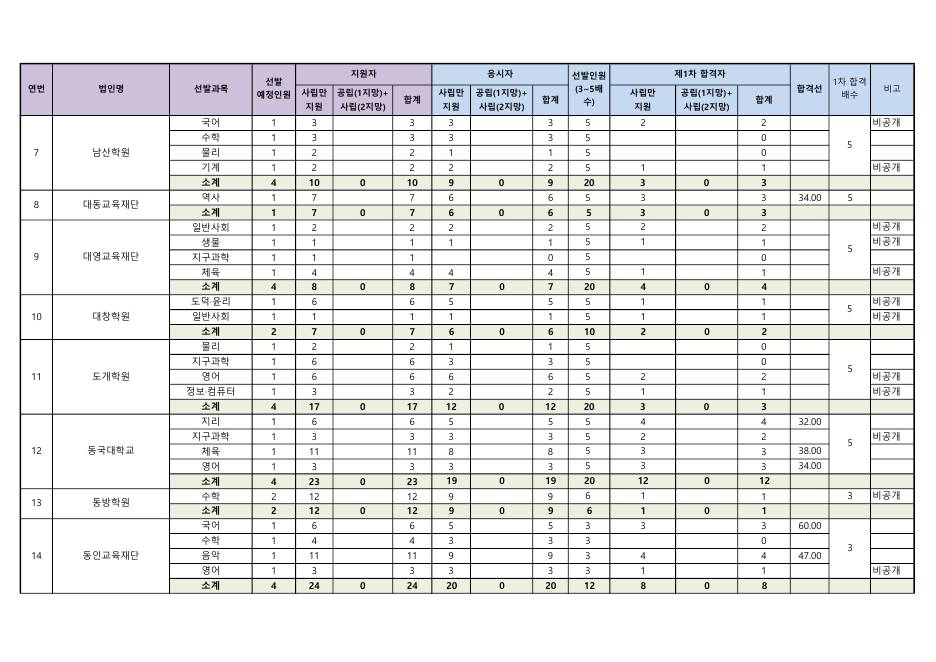 연번 법인명 선발과목 선발 예정인원 지원자 응시자 선발인원 (3~5배수) 제1차 합격자 합격선 1차 합격 배수 비고
사립만 지원 공립(1지망)+ 사립(2지망) 합계 사립만 지원 공립(1지망)+ 사립(2지망) 합계 사립만 지원 공립(1지망)+ 사립(2지망) 합계
7 남산학원 국어 1 3 3 3 3 5 2 2 5 비공개
수학 1 3 3 3 3 5 0
물리 1 2 2 1 1 5 0
기계 1 2 2 2 2 5 1 1 비공개
소계 4 10 0 10 9 0 9 20 3 0 3
8 대동교육재단 역사 1 7 7 6 6 5 3 3 34.00 5
소계 1 7 0 7 6 0 6 5 3 0 3
9 대영교육재단 일반사회 1 2 2 2 2 5 2 2 5 비공개
생물 1 1 1 1 1 5 1 1 비공개
지구과학 1 1 1 0 5 0
체육 1 4 4 4 4 5 1 1 비공개
소계 4 8 0 8 7 0 7 20 4 0 4
10 대창학원 도덕·윤리 1 6 6 5 5 5 1 1 5 비공개
일반사회 1 1 1 1 1 5 1 1 비공개
소계 2 7 0 7 6 0 6 10 2 0 2
11 도개학원 물리 1 2 2 1 1 5 0 5
지구과학 1 6 6 3 3 5 0
영어 1 6 6 6 6 5 2 2 비공개
정보·컴퓨터 1 3 3 2 2 5 1 1 비공개
소계 4 17 0 17 12 0 12 20 3 0 3
12 동국대학교 지리 1 6 6 5 5 5 4 4 32.00 5
지구과학 1 3 3 3 3 5 2 2 비공개
체육 1 11 11 8 8 5 3 3 38.00
영어 1 3 3 3 3 5 3 3 34.00
소계 4 23 0 23 19 0 19 20 12 0 12
13 동방학원 수학 2 12 12 9 9 6 1 1 3 비공개
소계 2 12 0 12 9 0 9 6 1 0 1
14 동인교육재단 국어 1 6 6 5 5 3 3 3 60.00 3
수학 1 4 4 3 3 3 0
음악 1 11 11 9 9 3 4 4 47.00
영어 1 3 3 3 3 3 1 1 비공개
소계 4 24 0 24 20 0 20 12 8 0 8